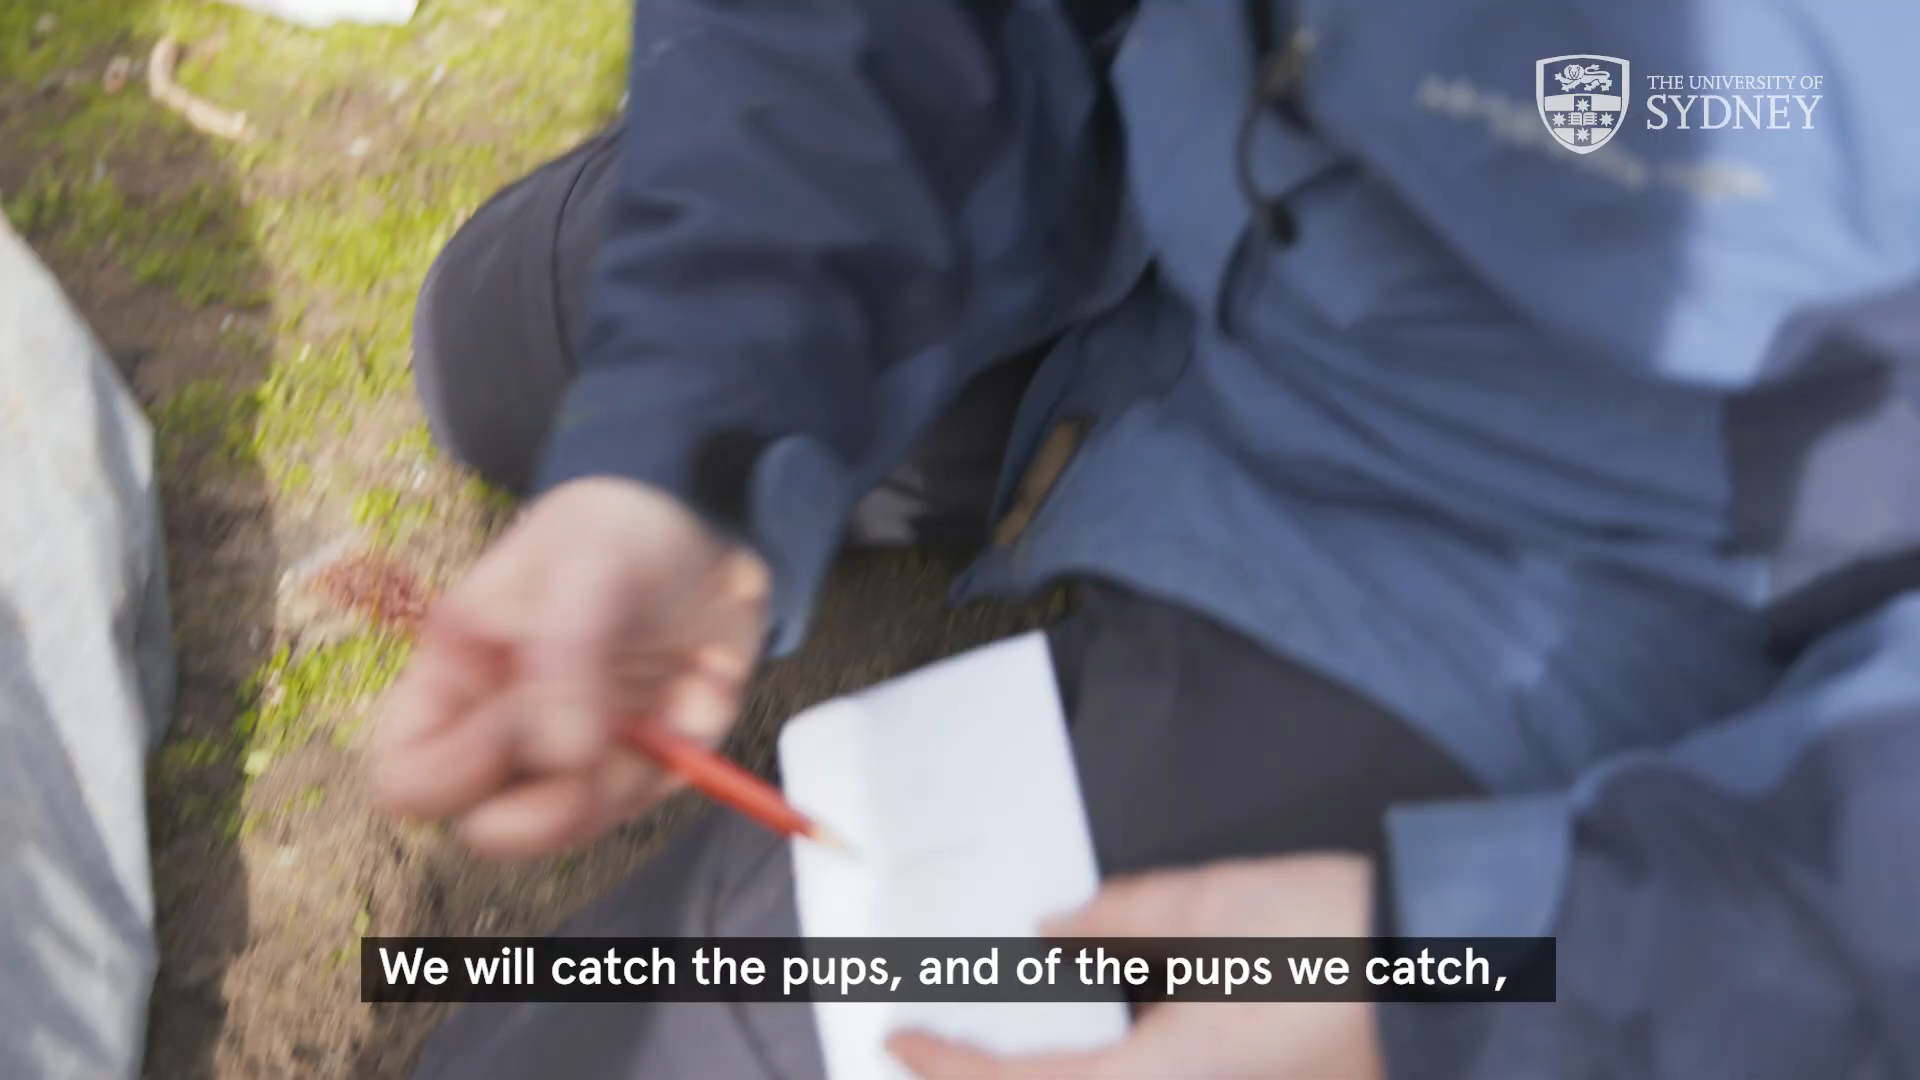 THE UNIVERSITY OF
SYDNEY
We will catch the pups, and of the pups we catch,